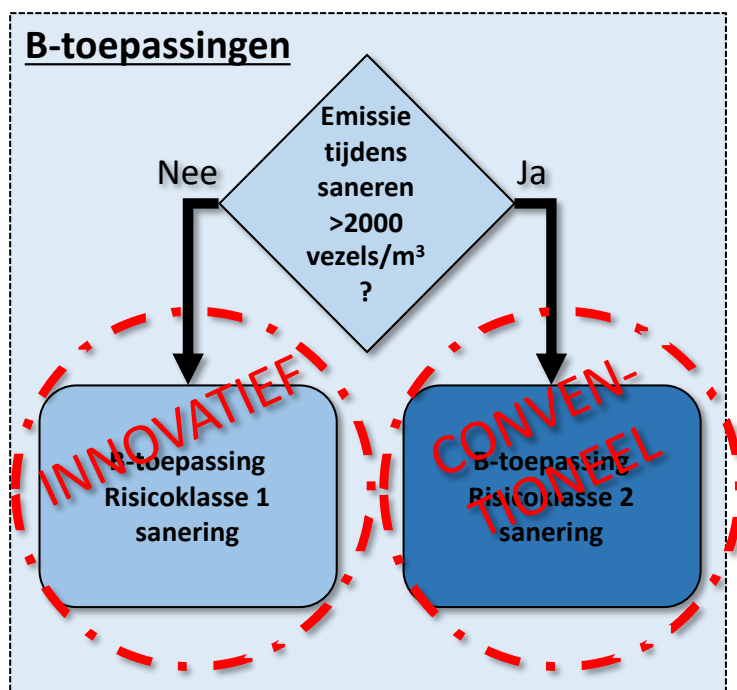 B-toepassingen
Emissie
tijdens
saneren
>2000
vezels/m³
?
Nee
Ja
INNOVATIEF
B-toepassing
Risicoklasse 1
sanering
CONVEN-
TIONEEL
B-toepassing
Risicoklasse 2
sanering